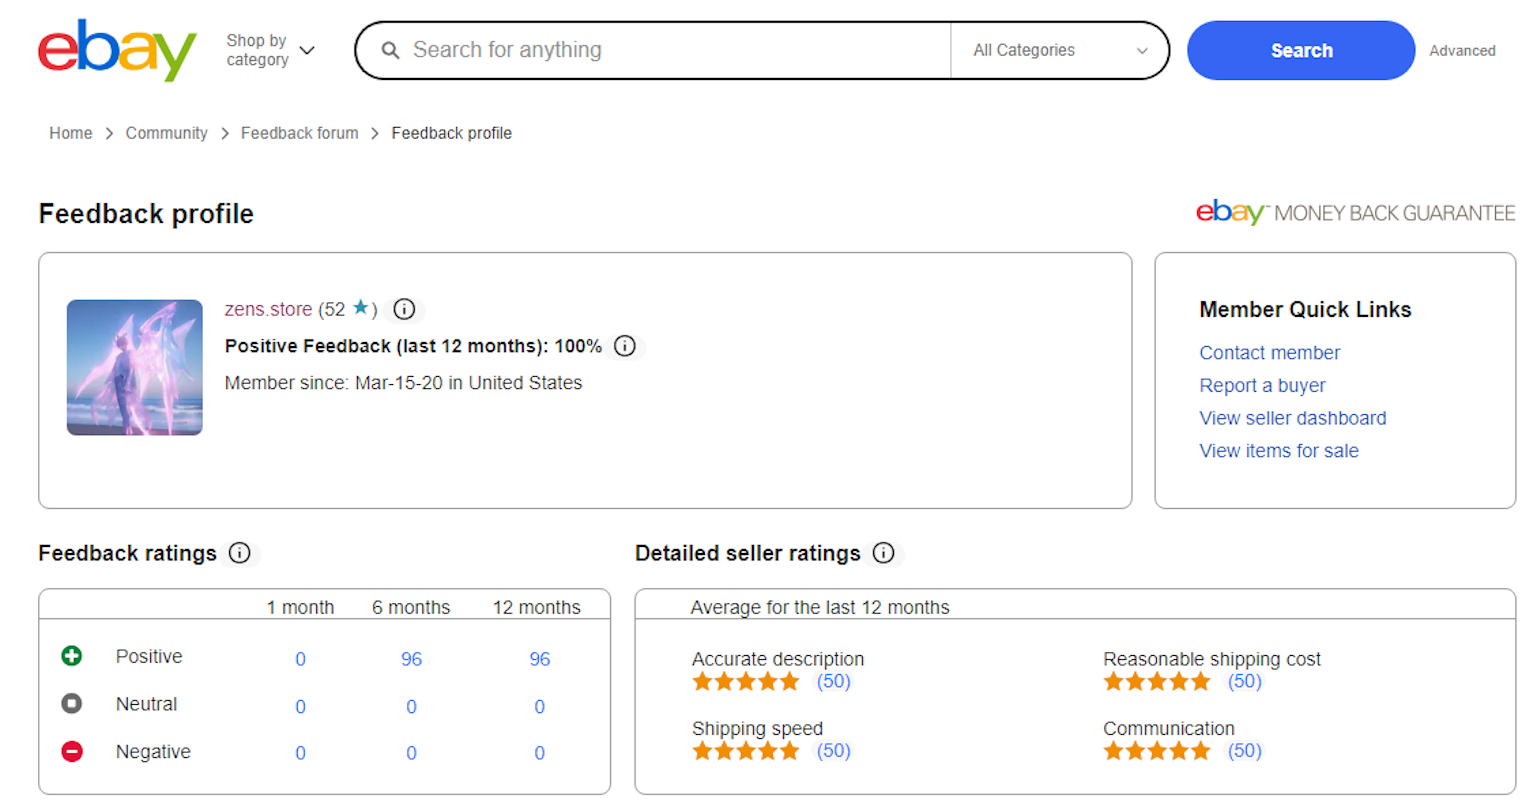 ebay
Shop by
category
Search for anything
All Categories
Search
Advanced
Home > Community > Feedback forum > Feedback profile
Feedback profile
ebay™ MONEY BACK GUARANTEE
zens.store (52 ★)
Positive Feedback (last 12 months): 100%
Member since: Mar-15-20 in United States
Member Quick Links
Contact member
Report a buyer
View seller dashboard
View items for sale
Feedback ratings
1 month 6 months 12 months
Positive 0 96 96
Neutral 0 0 0
Negative 0 0 0
Detailed seller ratings
Average for the last 12 months
Accurate description
(50)
Reasonable shipping cost
(50)
Shipping speed
(50)
Communication
(50)